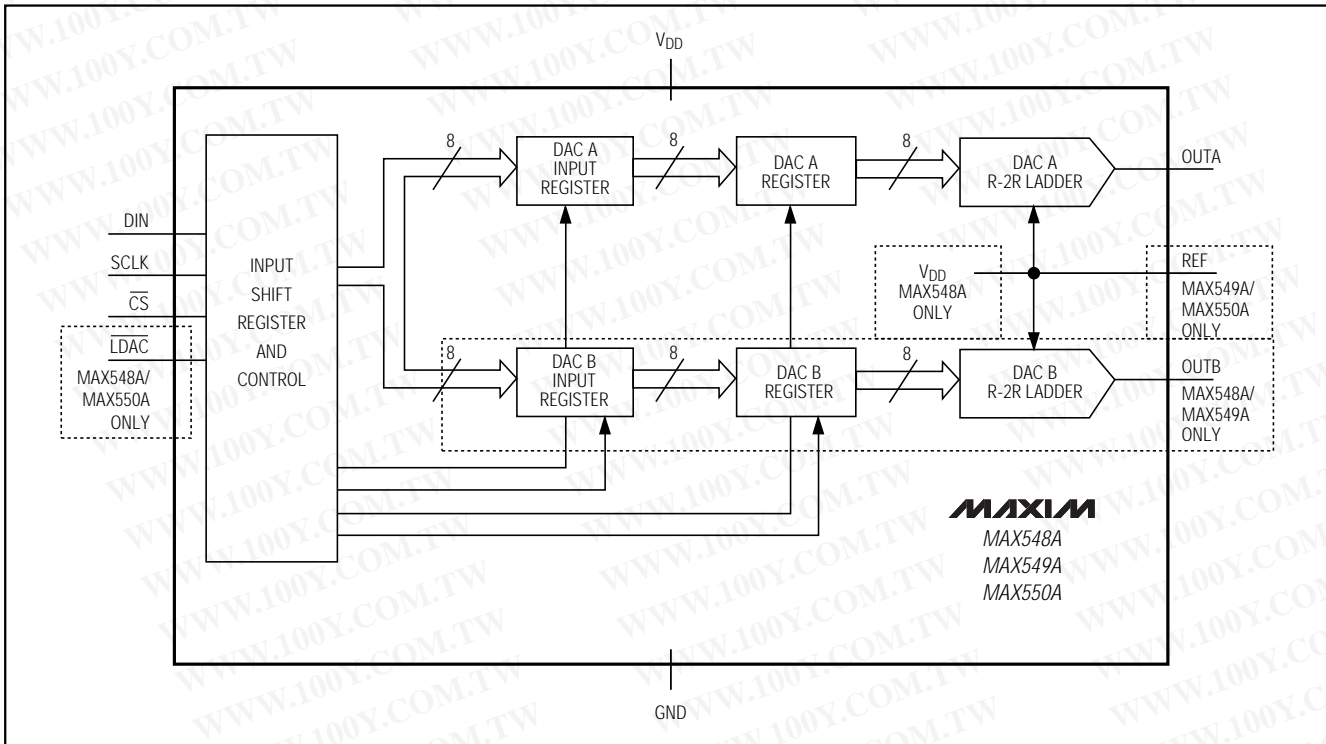 VDD
8
DAC A
INPUT
REGISTER
8
DAC A
REGISTER
8
DAC A
R-2R LADDER
OUTA
DIN
SCLK
CS
LDAC
MAX548A/
MAX550A
ONLY
INPUT
SHIFT
REGISTER
AND
CONTROL
VDD
MAX548A
ONLY
REF
MAX549A/
MAX550A
ONLY
8
DAC B
INPUT
REGISTER
8
DAC B
REGISTER
8
DAC B
R-2R LADDER
OUTB
MAX548A/
MAX549A
ONLY
MAXIM
MAX548A
MAX549A
MAX550A
GND
WWW.100Y.COM.TW